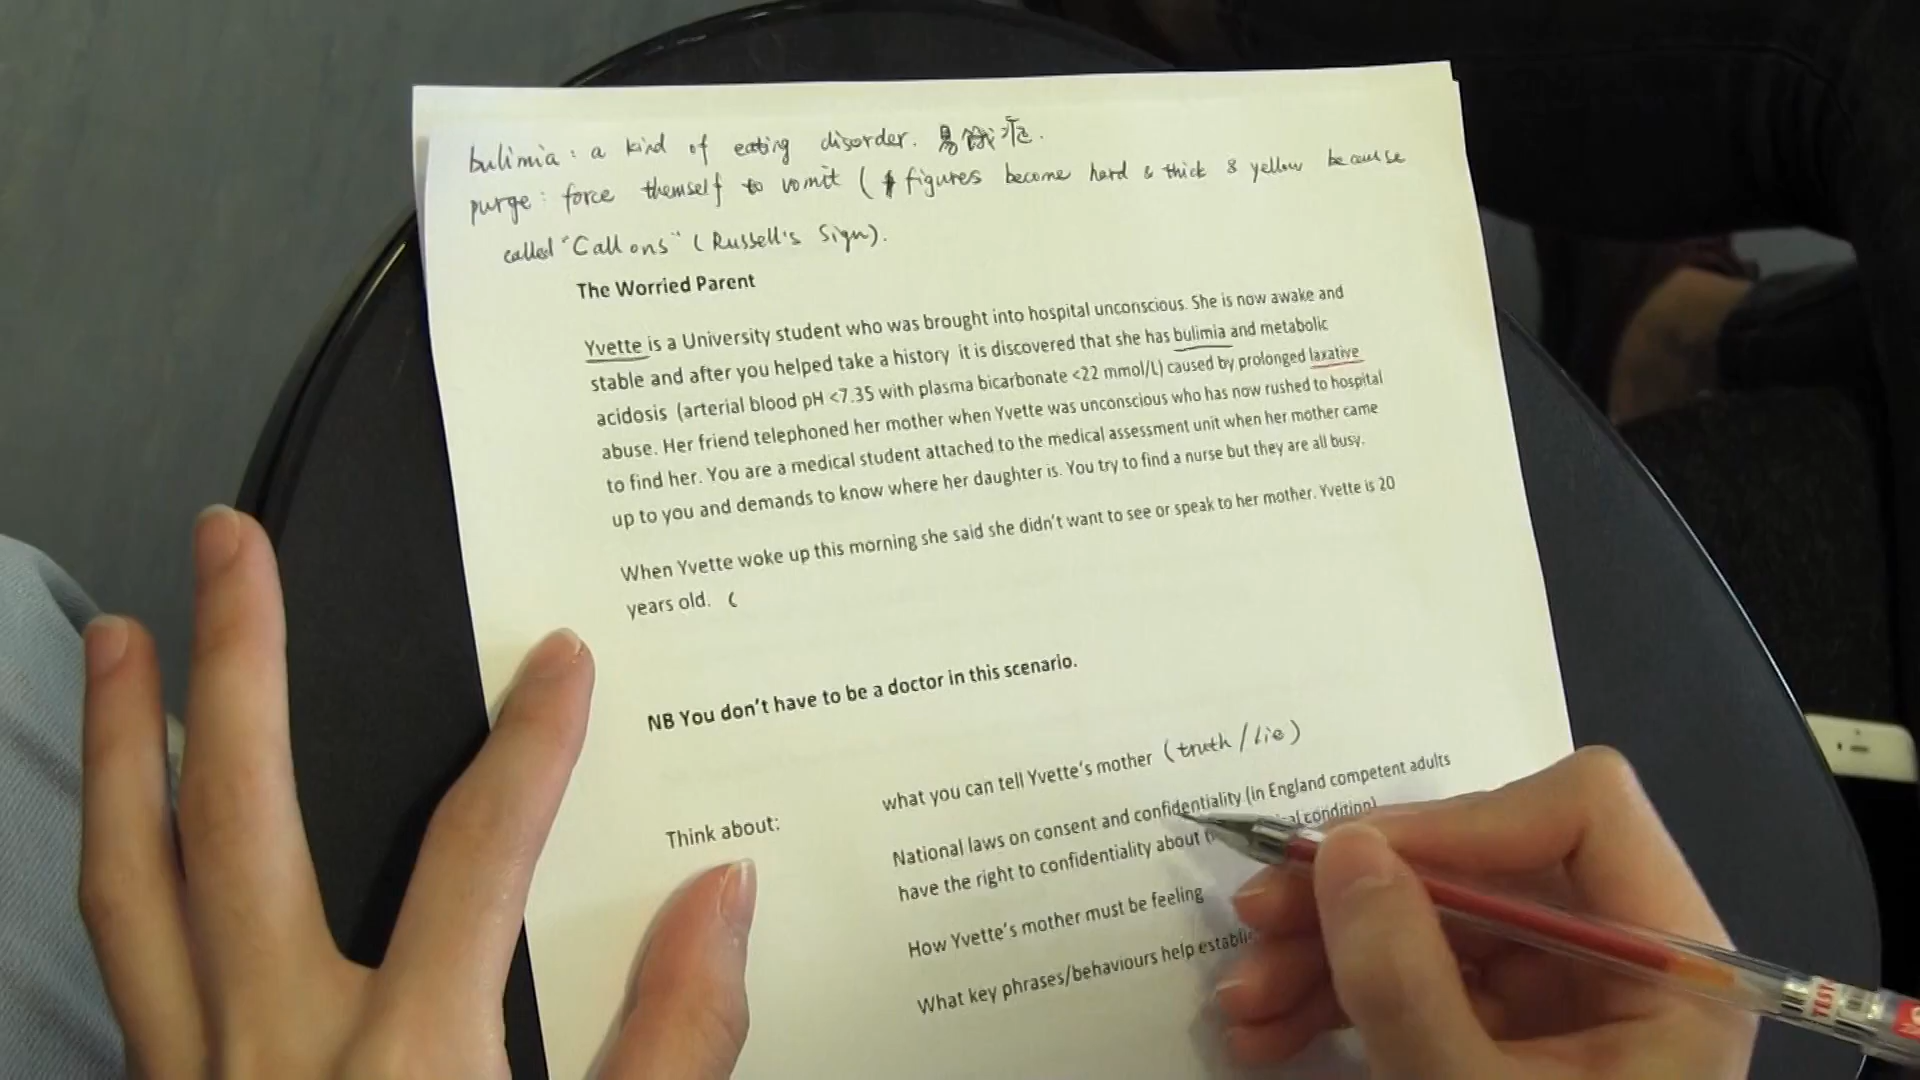 bulimia: a kind of eating disorder. 易饿症.
purge: force themself to vomit ( figures become hard & thick & yellow because
called "Call ons" (Russell's Sign).
The Worried Parent
Yvette is a University student who was brought into hospital unconscious. She is now awake and
stable and after you helped take a history it is discovered that she has bulimia and metabolic
acidosis (arterial blood pH <7.35 with plasma bicarbonate <22 mmol/L) caused by prolonged laxative
abuse. Her friend telephoned her mother when Yvette was unconscious who has now rushed to hospital
to find her. You are a medical student attached to the medical assessment unit when her mother came
up to you and demands to know where her daughter is. You try to find a nurse but they are all busy.
When Yvette woke up this morning she said she didn't want to see or speak to her mother. Yvette is 20
years old. (
NB You don't have to be a doctor in this scenario.
Think about:
what you can tell Yvette's mother (truth/lie)
National laws on consent and confidentiality (in England competent adults
have the right to confidentiality about condition)
How Yvette's mother must be feeling
What key phrases/behaviours help
TEST